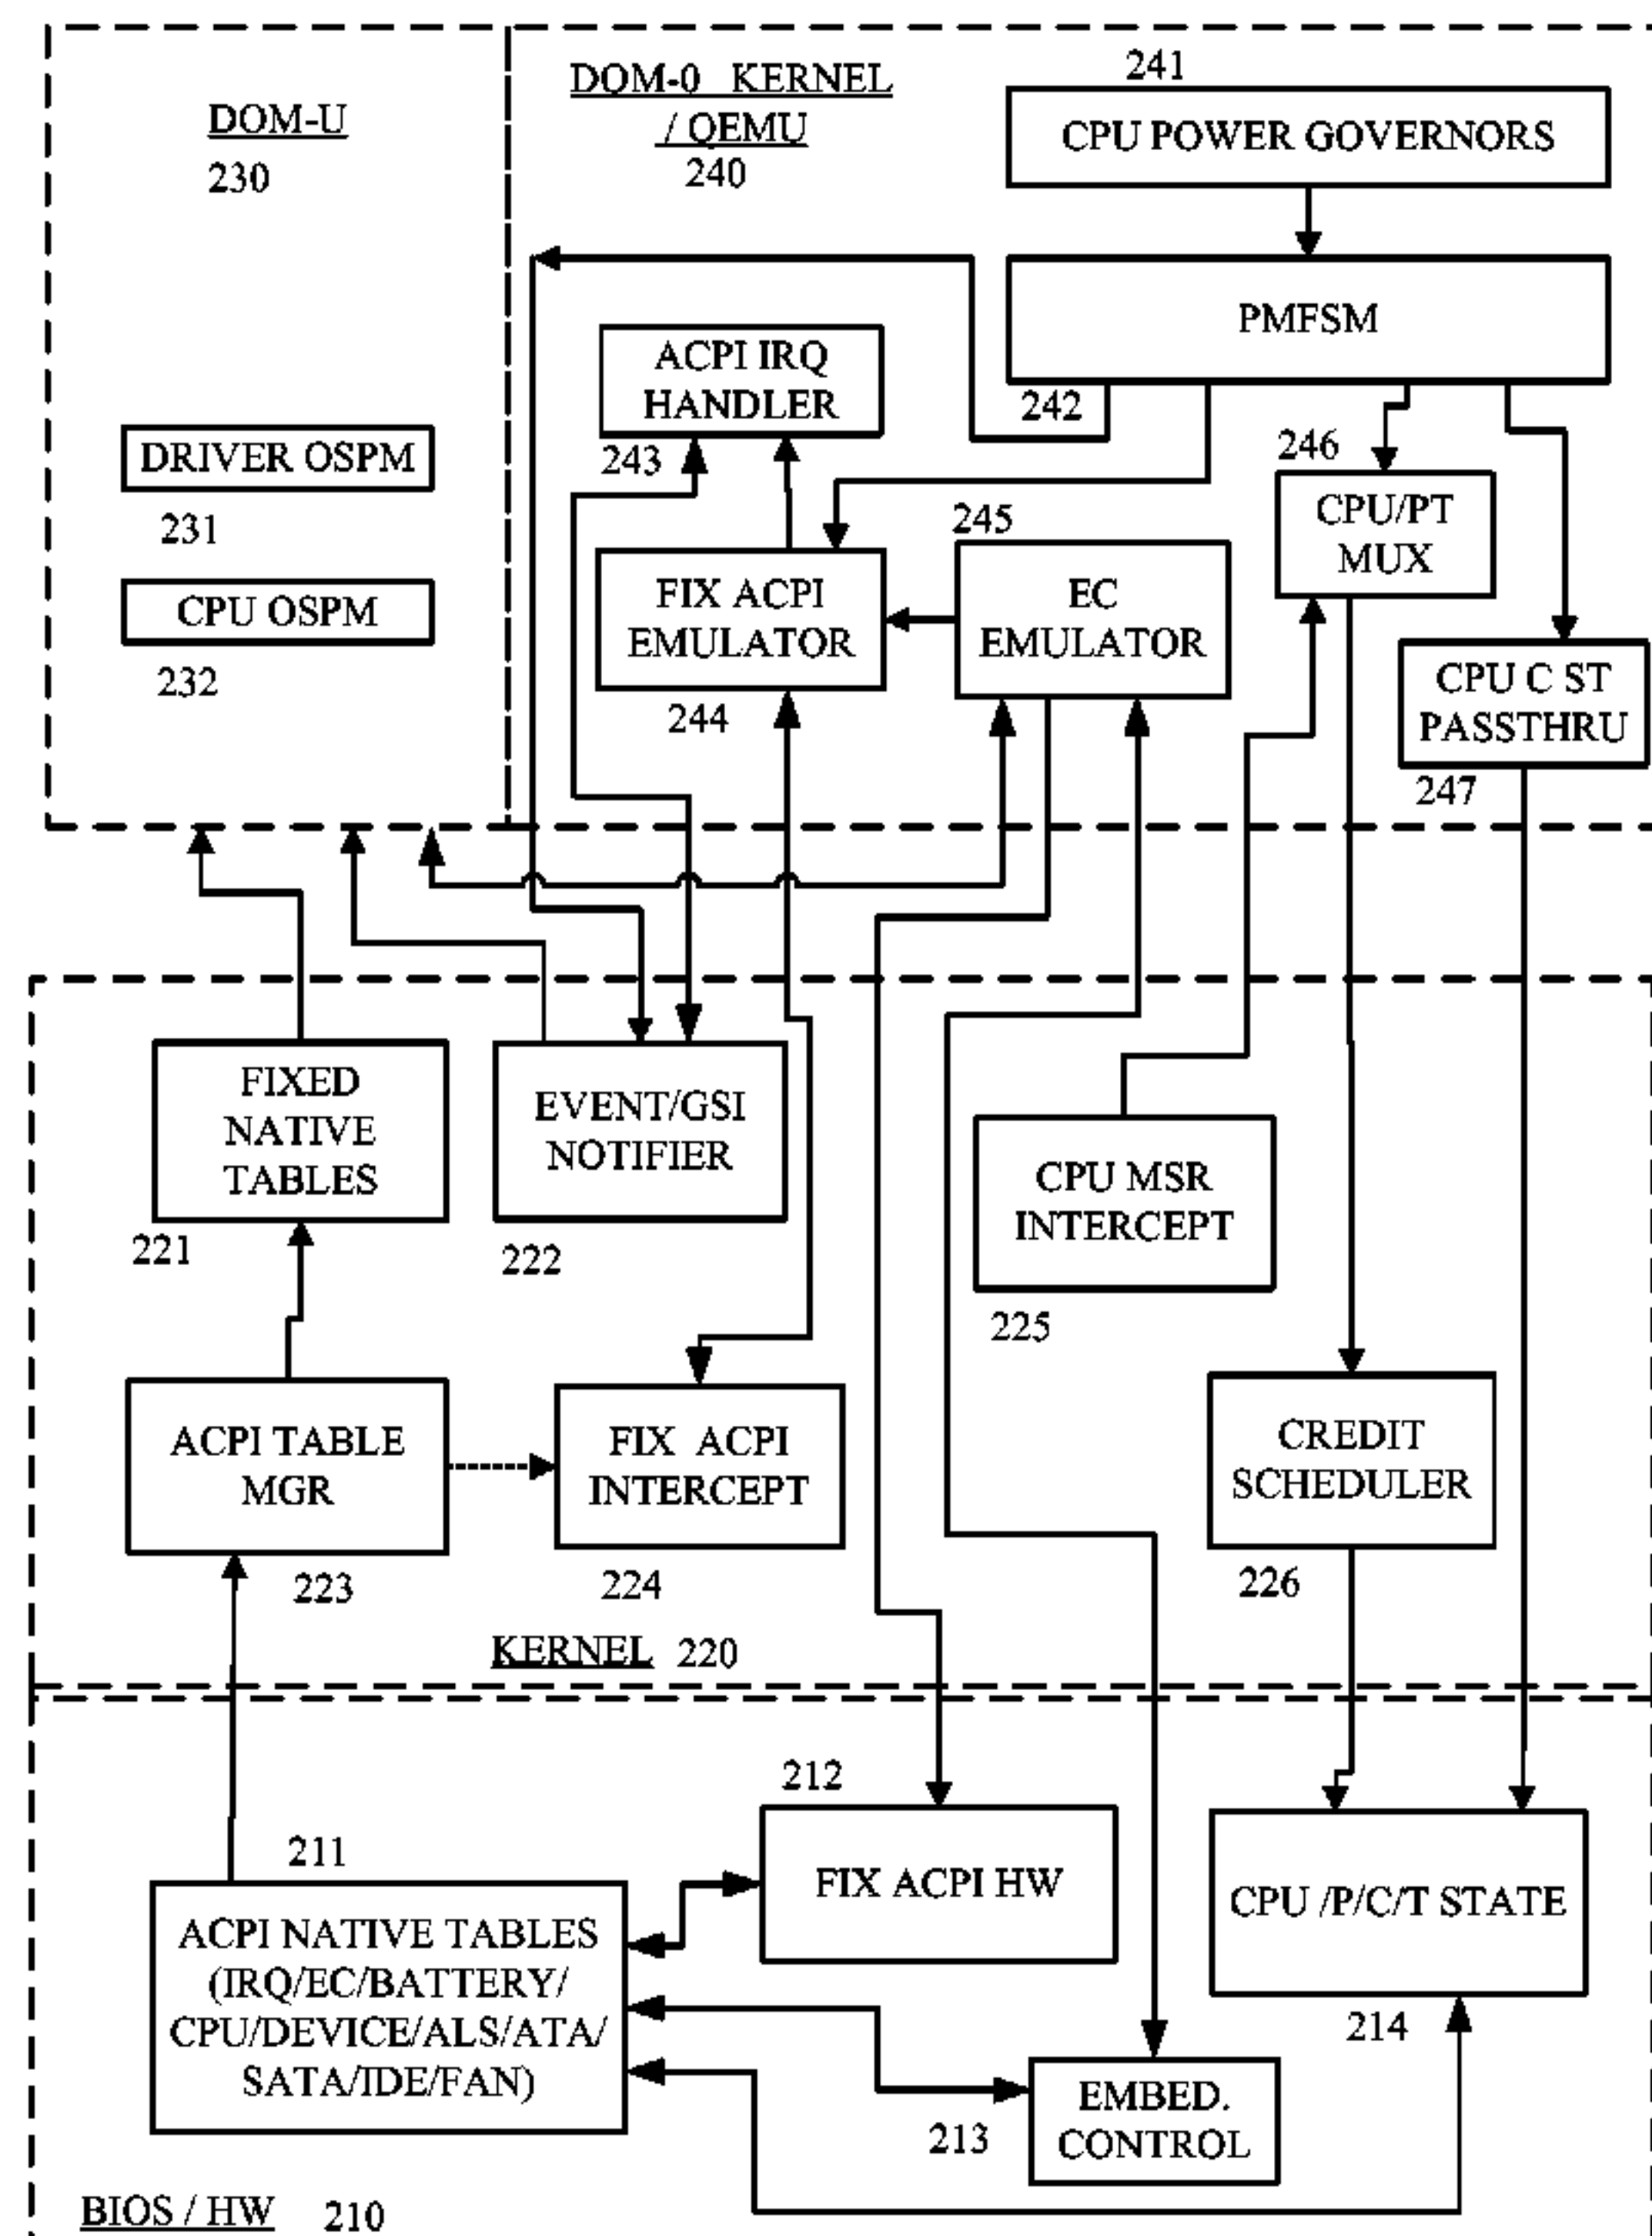 241
DOM-0 KERNEL
/ QEMU
240
DOM-U
230
CPU POWER GOVERNORS
PMFSM
242
ACPI IRQ
HANDLER
243
246
CPU/PT
MUX
DRIVER OSPM
231
245
FIX ACPI
EMULATOR
244
EC
EMULATOR
CPU OSPM
232
CPU C ST
PASSTHRU
247
FIXED
NATIVE
TABLES
221
EVENT/GSI
NOTIFIER
222
CPU MSR
INTERCEPT
225
ACPI TABLE
MGR
223
FIX ACPI
INTERCEPT
224
CREDIT
SCHEDULER
226
KERNEL 220
212
FIX ACPI HW
211
ACPI NATIVE TABLES
(IRQ/EC/BATTERY/
CPU/DEVICE/ALS/ATA/
SATA/IDE/FAN)
CPU /P/C/T STATE
214
EMBED.
CONTROL
213
BIOS / HW 210